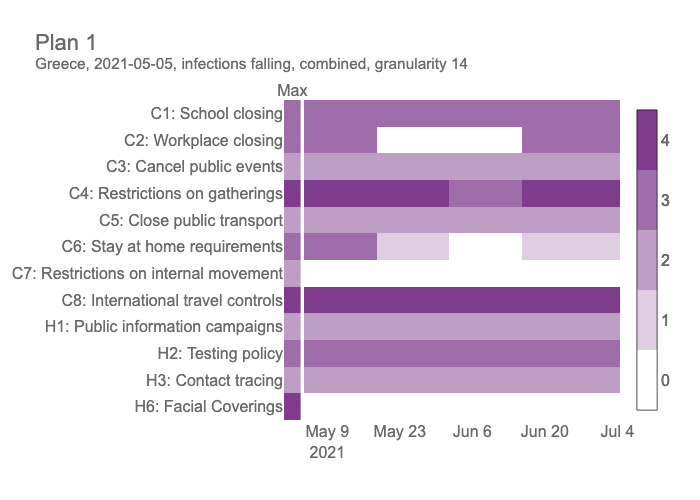 Plan 1
Greece, 2021-05-05, infections falling, combined, granularity 14
Max
C1: School closing
C2: Workplace closing
C3: Cancel public events
C4: Restrictions on gatherings
C5: Close public transport
C6: Stay at home requirements
C7: Restrictions on internal movement
C8: International travel controls
H1: Public information campaigns
H2: Testing policy
H3: Contact tracing
H6: Facial Coverings
4
3
2
1
0
May 9 May 23 Jun 6 Jun 20 Jul 4
2021